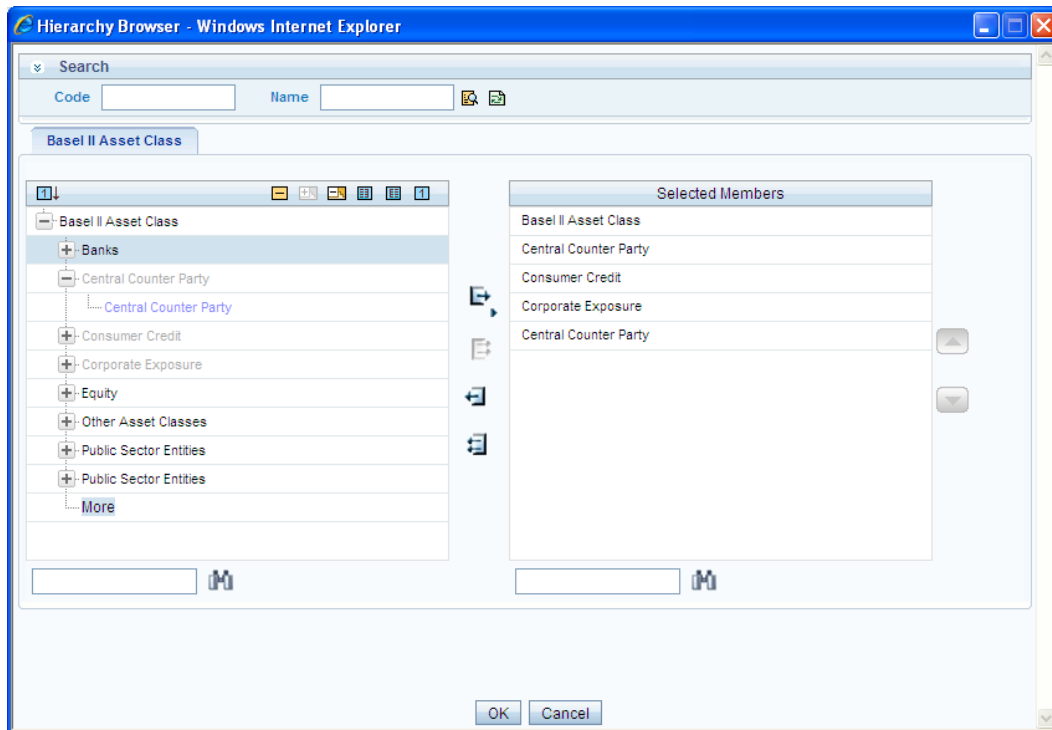 Hierarchy Browser - Windows Internet Explorer
Search
Code Name
Basel II Asset Class
Basel II Asset Class
Banks
Central Counter Party
Central Counter Party
Consumer Credit
Corporate Exposure
Equity
Other Asset Classes
Public Sector Entities
Public Sector Entities
More
Selected Members
Basel II Asset Class
Central Counter Party
Consumer Credit
Corporate Exposure
Central Counter Party
OK Cancel